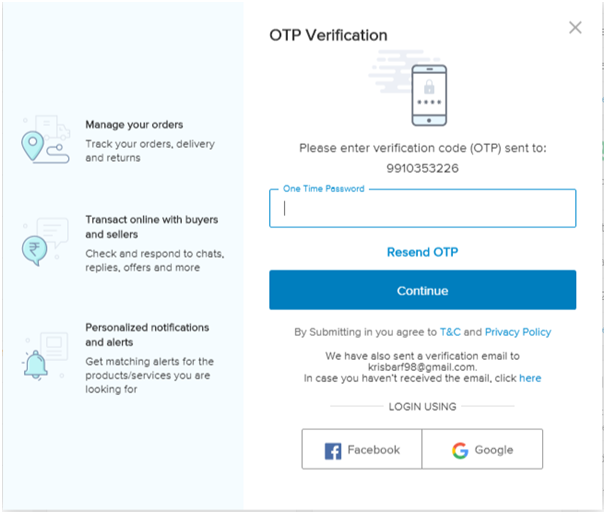 Manage your orders
Track your orders, delivery
and returns
Transact online with buyers
and sellers
Check and respond to chats,
replies, offers and more
Personalized notifications
and alerts
Get matching alerts for the
products/services you are
looking for
OTP Verification
Please enter verification code (OTP) sent to:
9910353226
One Time Password
Resend OTP
Continue
By Submitting in you agree to T&C and Privacy Policy
We have also sent a verification email to
krisbarf98@gmail.com.
In case you haven't received the email, click here
LOGIN USING
Facebook
Google